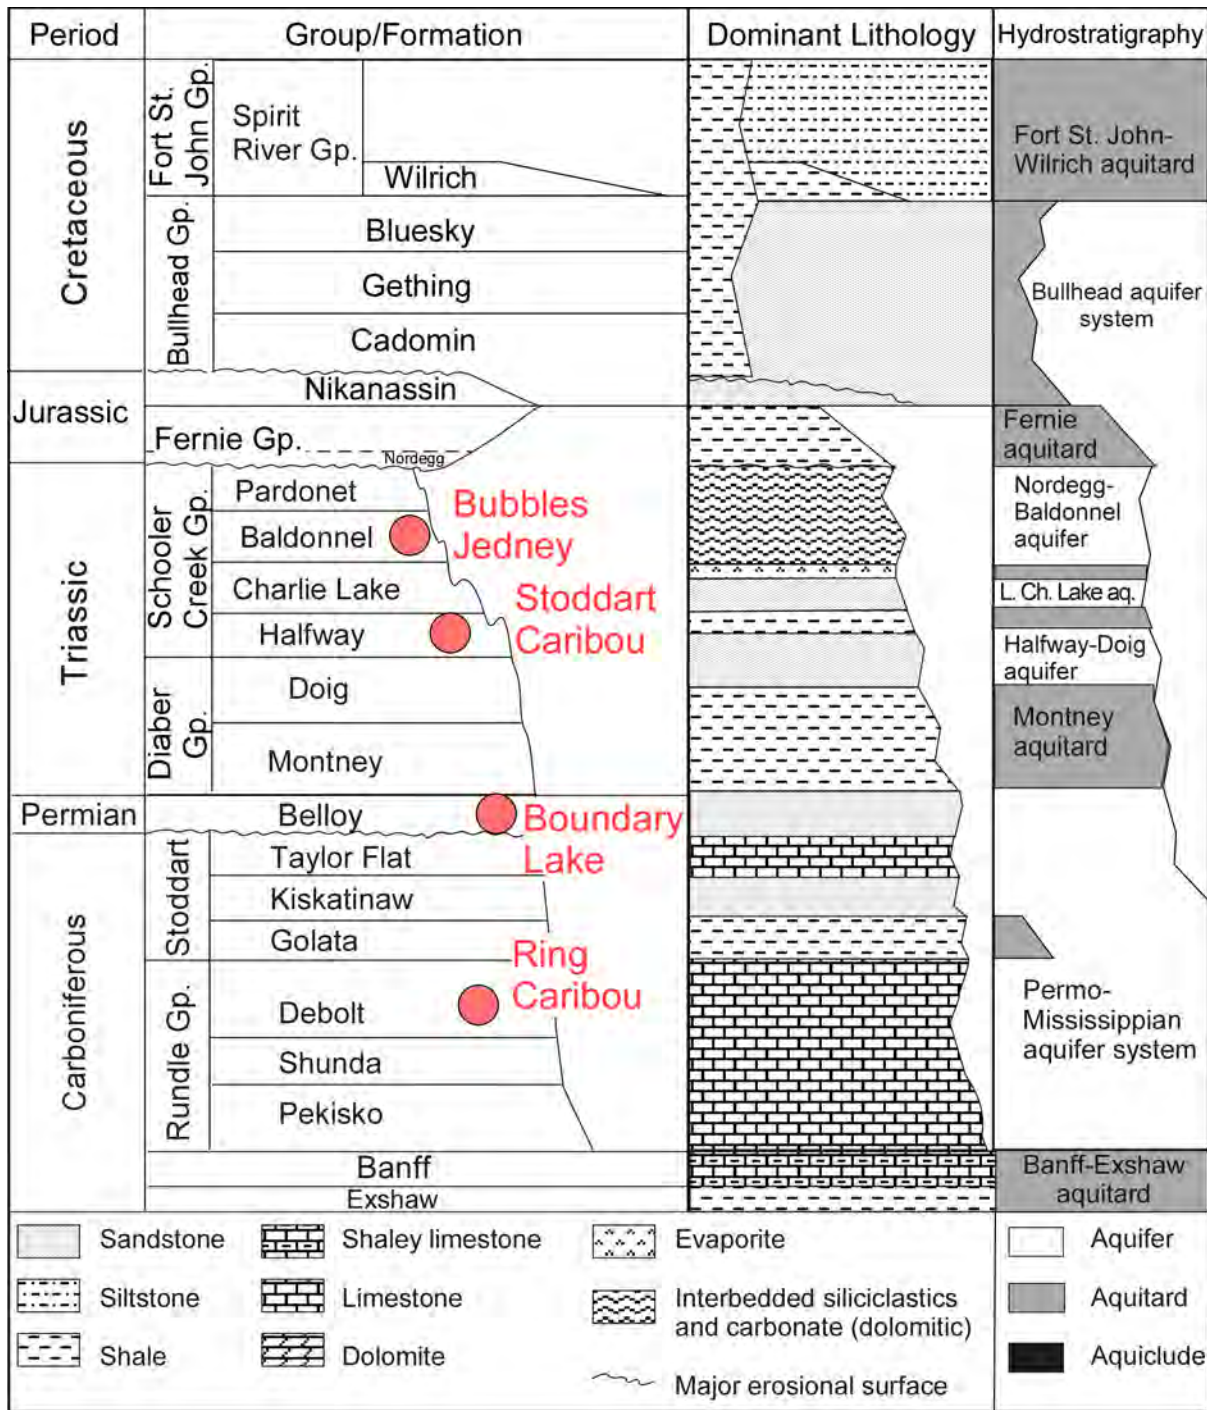 Period
Group/Formation
Dominant Lithology
Hydrostratigraphy
Cretaceous
Fort St.
John Gp.
Spirit
River Gp.
Wilrich
Fort St. John-
Wilrich aquitard
Bullhead Gp.
Bluesky
Gething
Cadomin
Bullhead aquifer
system
Jurassic
Nikanassin
Fernie Gp.
Nordegg
Fernie
aquitard
Triassic
Schooler
Creek Gp.
Pardonet
Baldonnel
Bubbles
Jedney
Nordegg-
Baldonnel
aquifer
Charlie Lake
L. Ch. Lake aq.
Halfway
Stoddart
Caribou
Halfway-Doig
aquifer
Diaber
Gp.
Doig
Montney
Montney
aquitard
Permian
Belloy
Boundary
Lake
Carboniferous
Stoddart
Taylor Flat
Kiskatinaw
Golata
Rundle Gp.
Debolt
Ring
Caribou
Shunda
Pekisko
Permo-
Mississippian
aquifer system
Banff
Exshaw
Banff-Exshaw
aquitard
Sandstone
Shaley limestone
Evaporite
Aquifer
Siltstone
Limestone
Interbedded siliciclastics
and carbonate (dolomitic)
Aquitard
Shale
Dolomite
Major erosional surface
Aquiclude